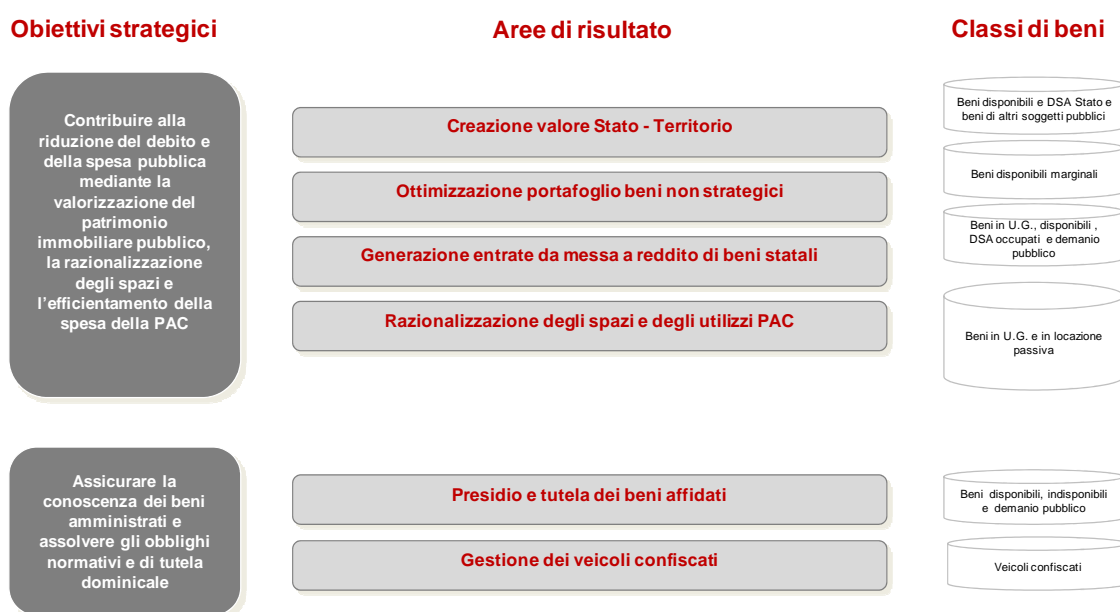 Obiettivi strategici
Aree di risultato
Classi di beni
Contribuire alla
riduzione del debito e
della spesa pubblica
mediante la
valorizzazione del
patrimonio
immobiliare pubblico,
la razionalizzazione
degli spazi e
l'efficientamento della
spesa della PAC
Creazione valore Stato - Territorio
Ottimizzazione portafoglio beni non strategici
Generazione entrate da messa a reddito di beni statali
Razionalizzazione degli spazi e degli utilizzi PAC
Beni disponibili e DSA Stato e
beni di altri soggetti pubblici
Beni disponibili marginali
Beni in U.G., disponibili ,
DSA occupati e demanio
pubblico
Beni in U.G. e in locazione
passiva
Assicurare la
conoscenza dei beni
amministrati e
assolvere gli obblighi
normativi e di tutela
dominicale
Presidio e tutela dei beni affidati
Gestione dei veicoli confiscati
Beni disponibili, indisponibili
e demanio pubblico
Veicoli confiscati